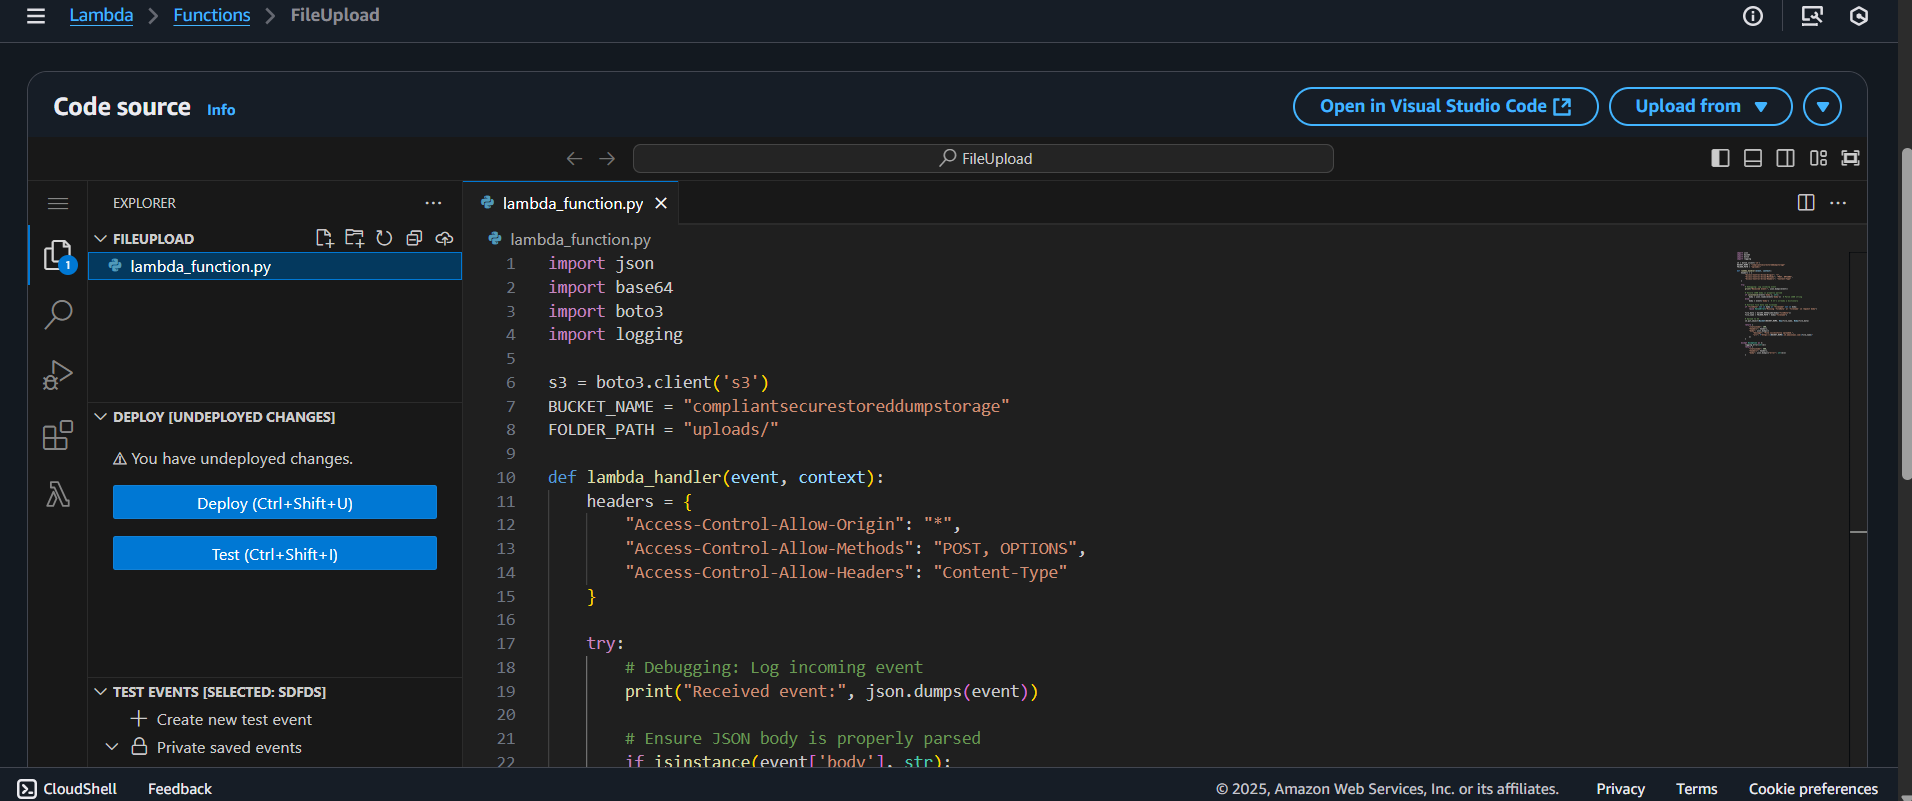 Lambda > Functions > FileUpload
Code source Info
Open in Visual Studio Code
Upload from
FileUpload
EXPLORER
FILEUPLOAD
lambda_function.py
1
DEPLOY [UNDEPLOYED CHANGES]
You have undeployed changes.
Deploy (Ctrl+Shift+U)
Test (Ctrl+Shift+I)
TEST EVENTS [SELECTED: SDFDS]
Create new test event
Private saved events
lambda_function.py
lambda_function.py
1 import json
2 import base64
3 import boto3
4 import logging
5
6 s3 = boto3.client('s3')
7 BUCKET_NAME = "compliantsecurestoreddumpstorage"
8 FOLDER_PATH = "uploads/"
9
10 def lambda_handler(event, context):
11 headers = {
12 "Access-Control-Allow-Origin": "*",
13 "Access-Control-Allow-Methods": "POST, OPTIONS",
14 "Access-Control-Allow-Headers": "Content-Type"
15 }
16
17 try:
18 # Debugging: Log incoming event
19 print("Received event:", json.dumps(event))
20
21 # Ensure JSON body is properly parsed
22 if isinstance(event['body'], str):
CloudShell
Feedback
© 2025, Amazon Web Services, Inc. or its affiliates.
Privacy
Terms
Cookie preferences